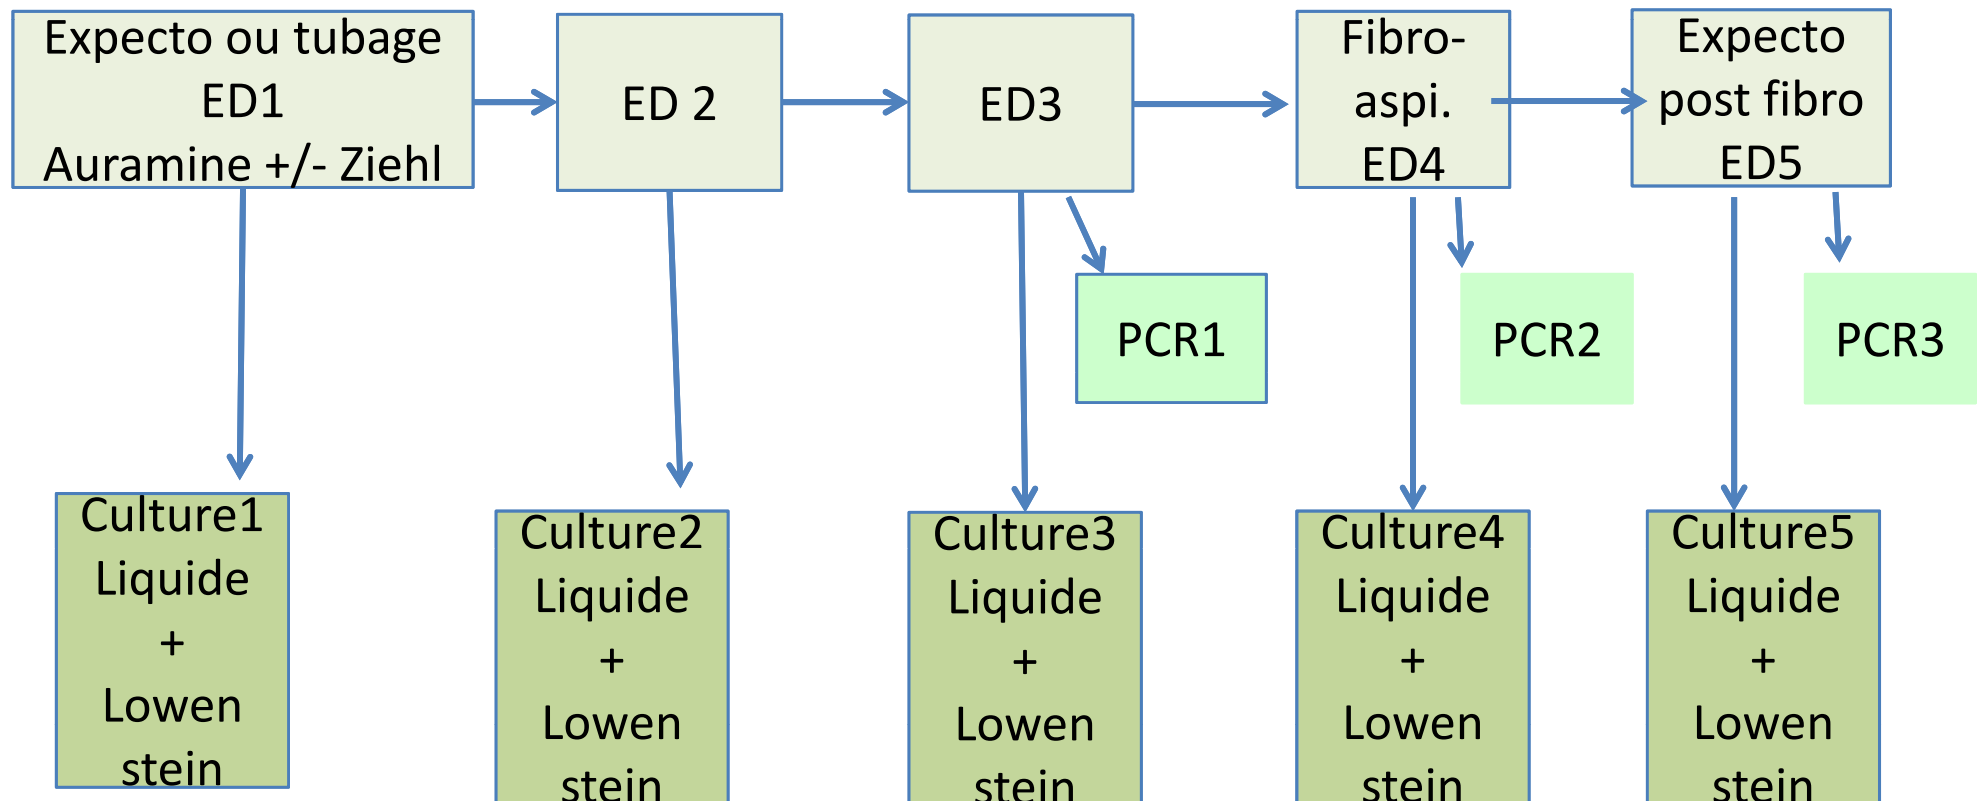 Expecto ou tubage
ED1
Auramine +/- Ziehl
ED 2
ED3
Fibro-
aspi.
ED4
Expecto
post fibro
ED5
PCR1
PCR2
PCR3
Culture1
Liquide
+
Lowen
stein
Culture2
Liquide
+
Lowen
stein
Culture3
Liquide
+
Lowen
stein
Culture4
Liquide
+
Lowen
stein
Culture5
Liquide
+
Lowen
stein